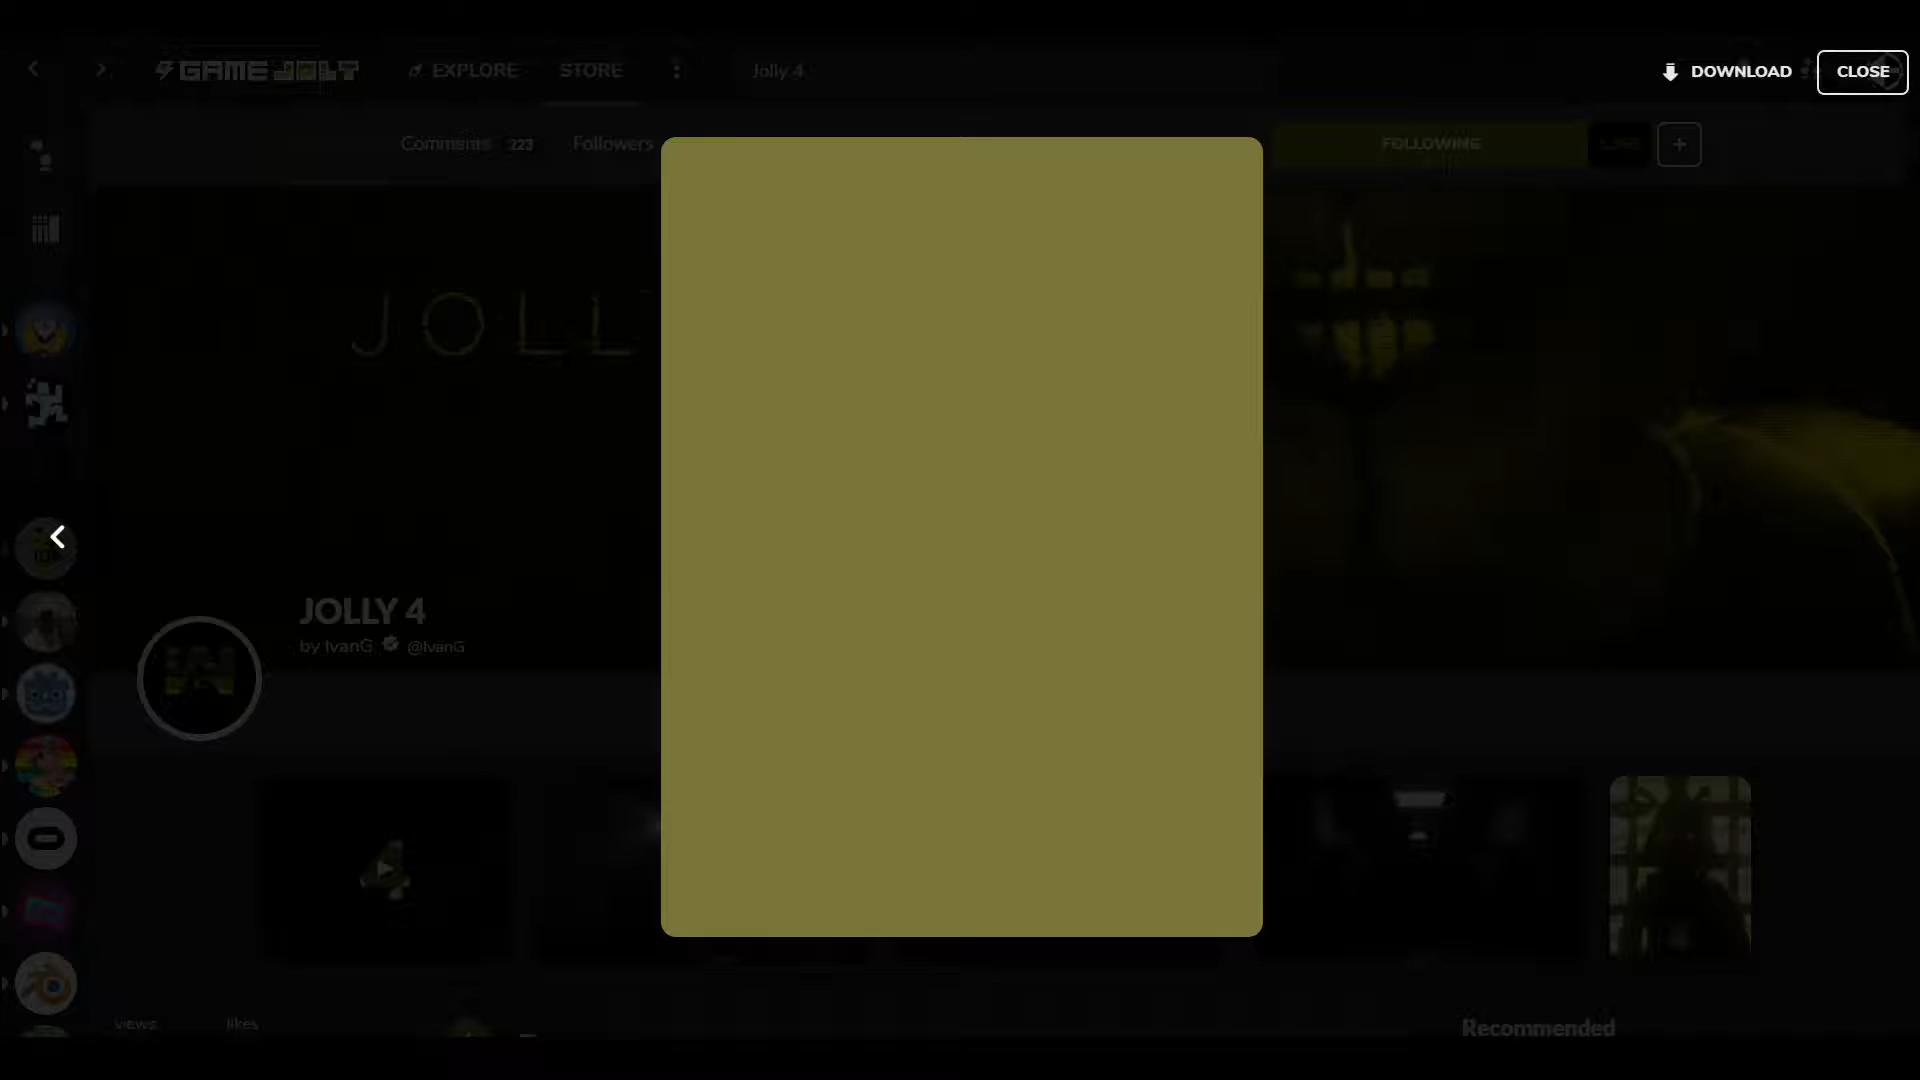 GAME JOLT
EXPLORE
STORE
Jolly 4
DOWNLOAD
CLOSE
Comments 223
Followers
FOLLOWING
JOLL
JOLLY 4
by IvanG @IvanG
views
likes
Recommended